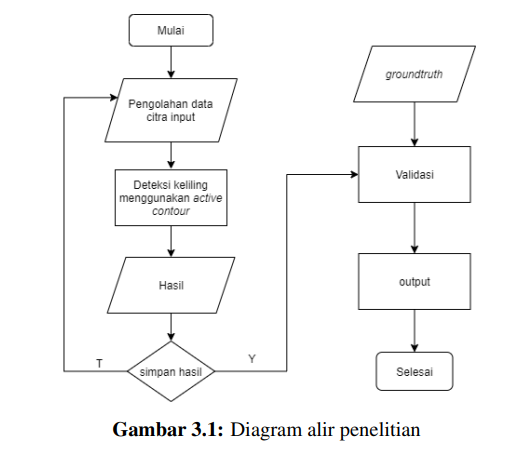 Mulai
Pengolahan data
citra input
Deteksi keliling
menggunakan active
contour
Hasil
simpan hasil
T
Y
groundtruth
Validasi
output
Selesai
Gambar 3.1: Diagram alir penelitian